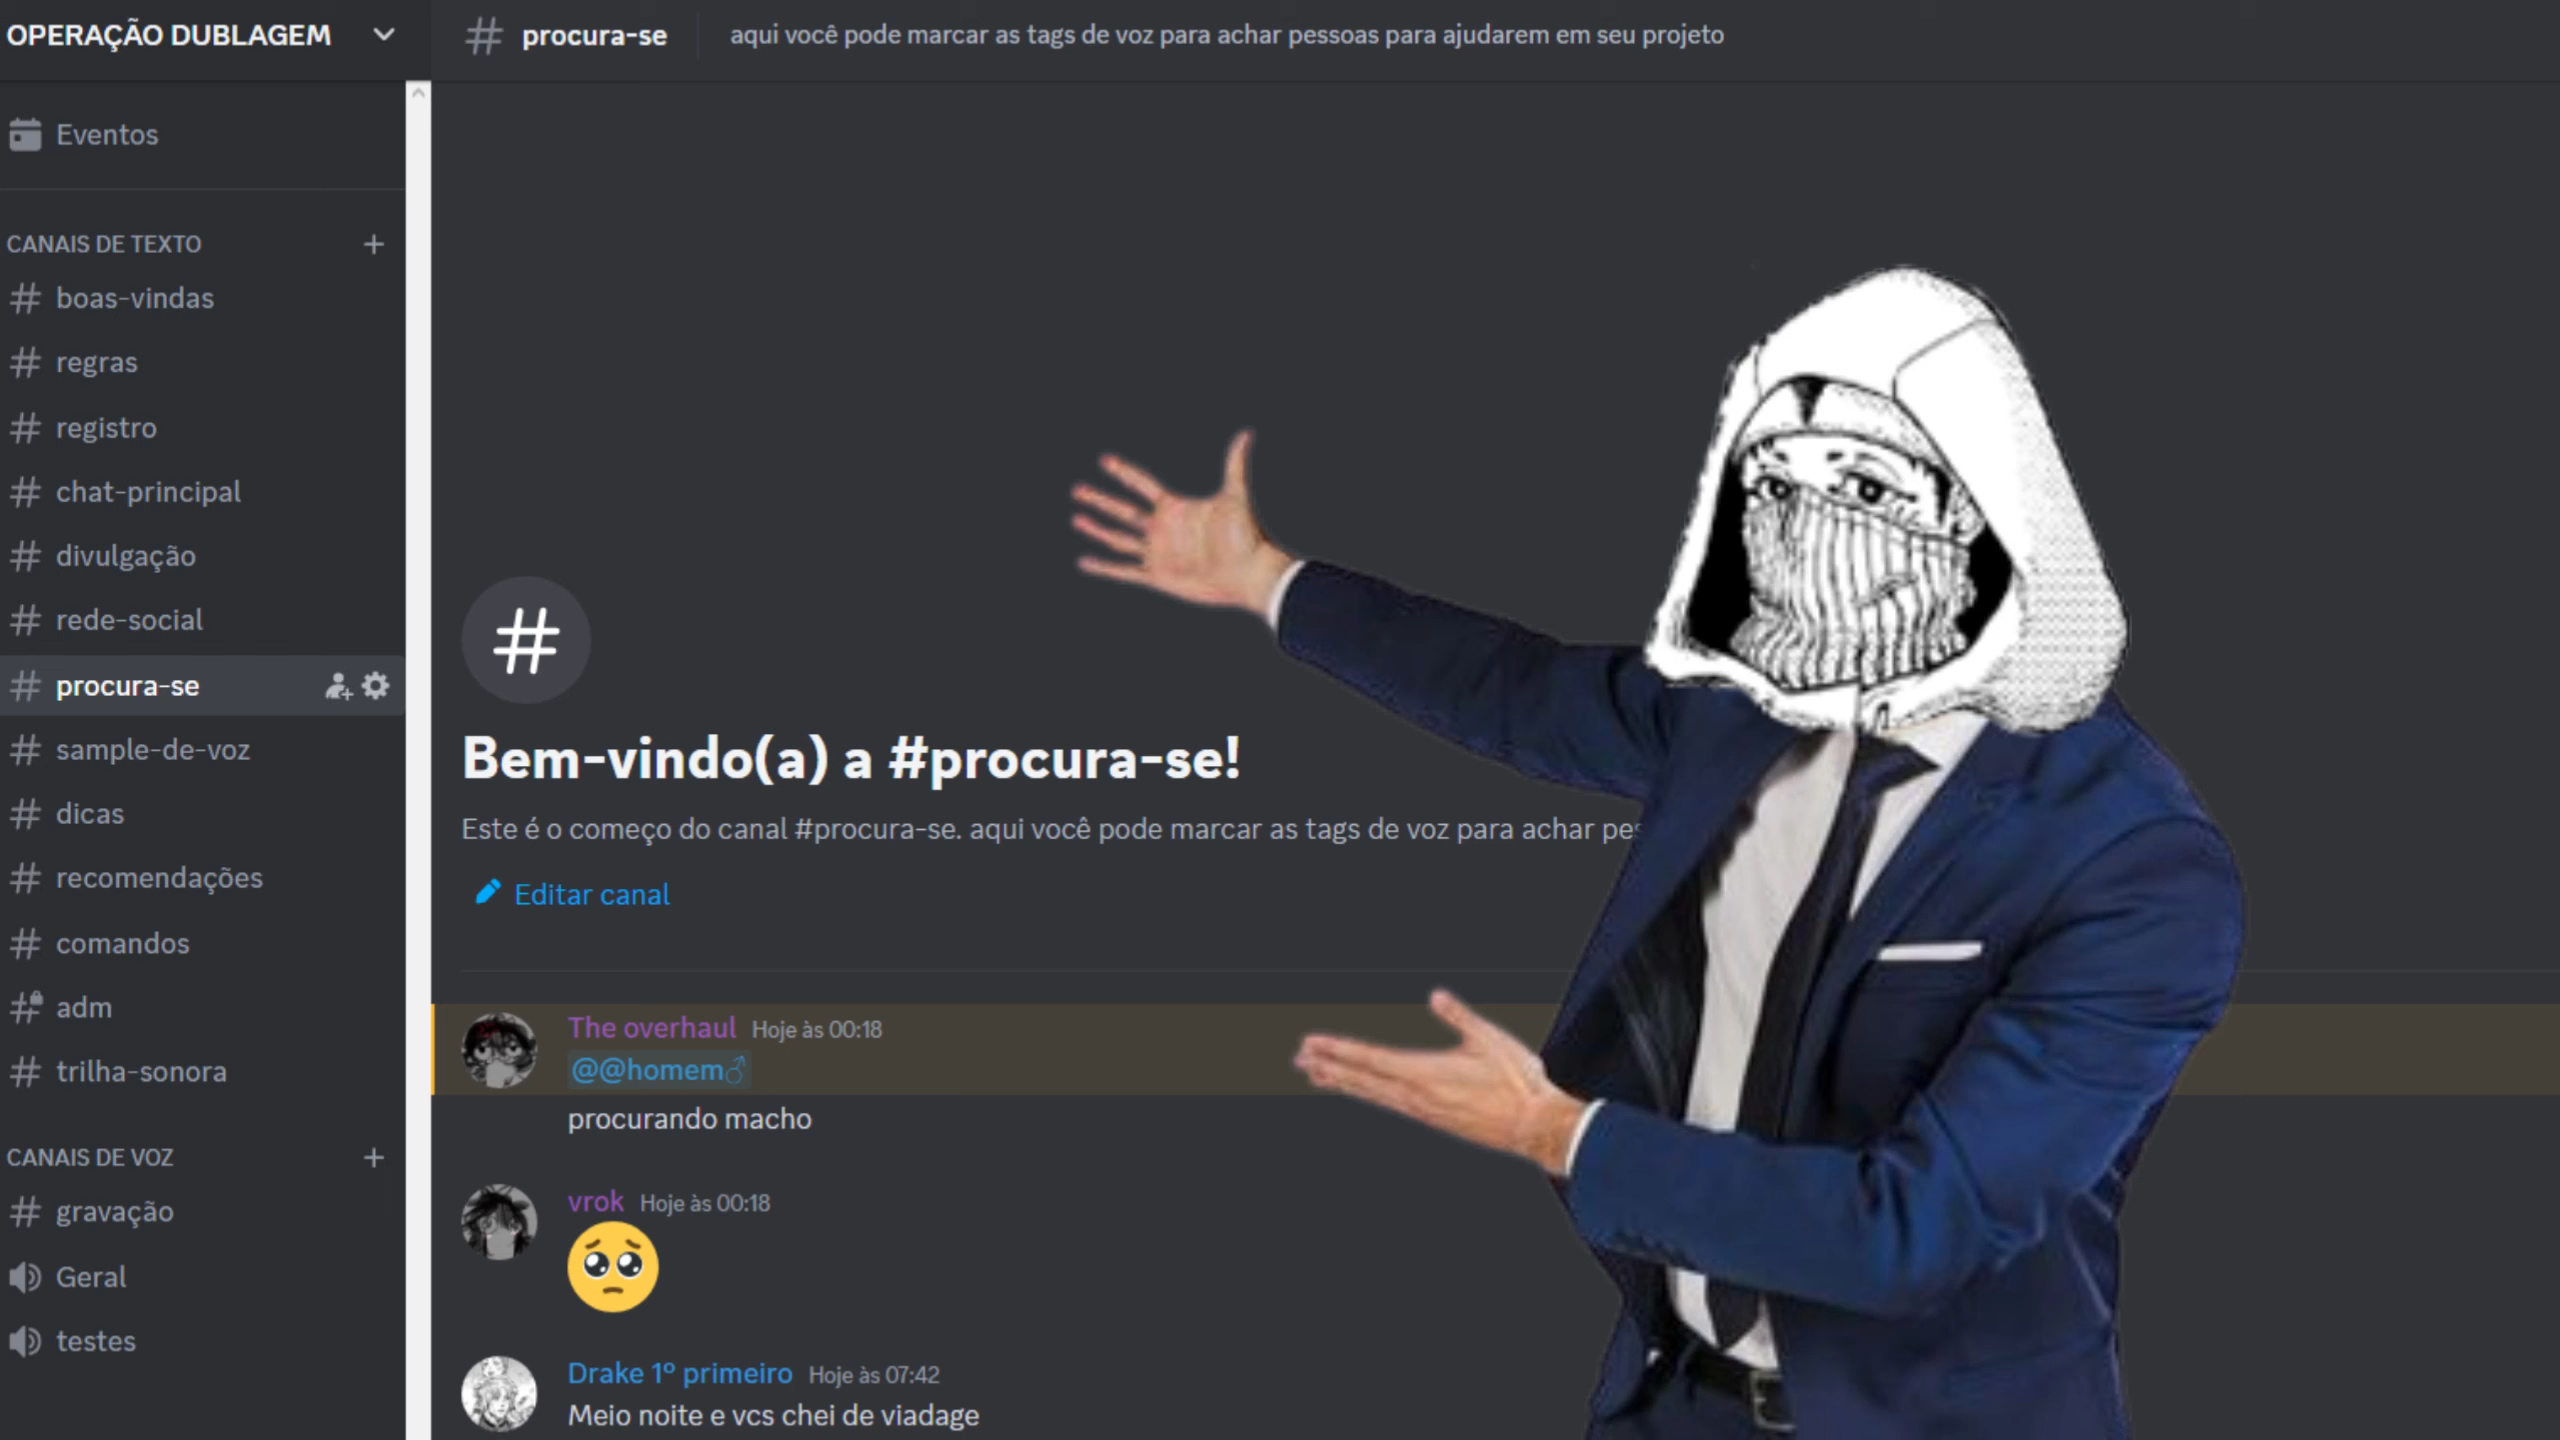 OPERAÇÃO DUBLAGEM
Eventos
CANAIS DE TEXTO
boas-vindas
regras
registro
chat-principal
divulgação
rede-social
procura-se
sample-de-voz
dicas
recomendações
comandos
adm
trilha-sonora
CANAIS DE VOZ
gravação
Geral
testes
# procura-se
aqui você pode marcar as tags de voz para achar pessoas para ajudarem em seu projeto
#
Bem-vindo(a) a #procura-se!
Este é o começo do canal #procura-se. aqui você pode marcar as tags de voz para achar
Editar canal
The overhaul Hoje às 00:18
@@homem♂
procurando macho
vrok Hoje às 00:18
🥺
Drake 1º primeiro Hoje às 07:42
Meio noite e vcs chei de viadage